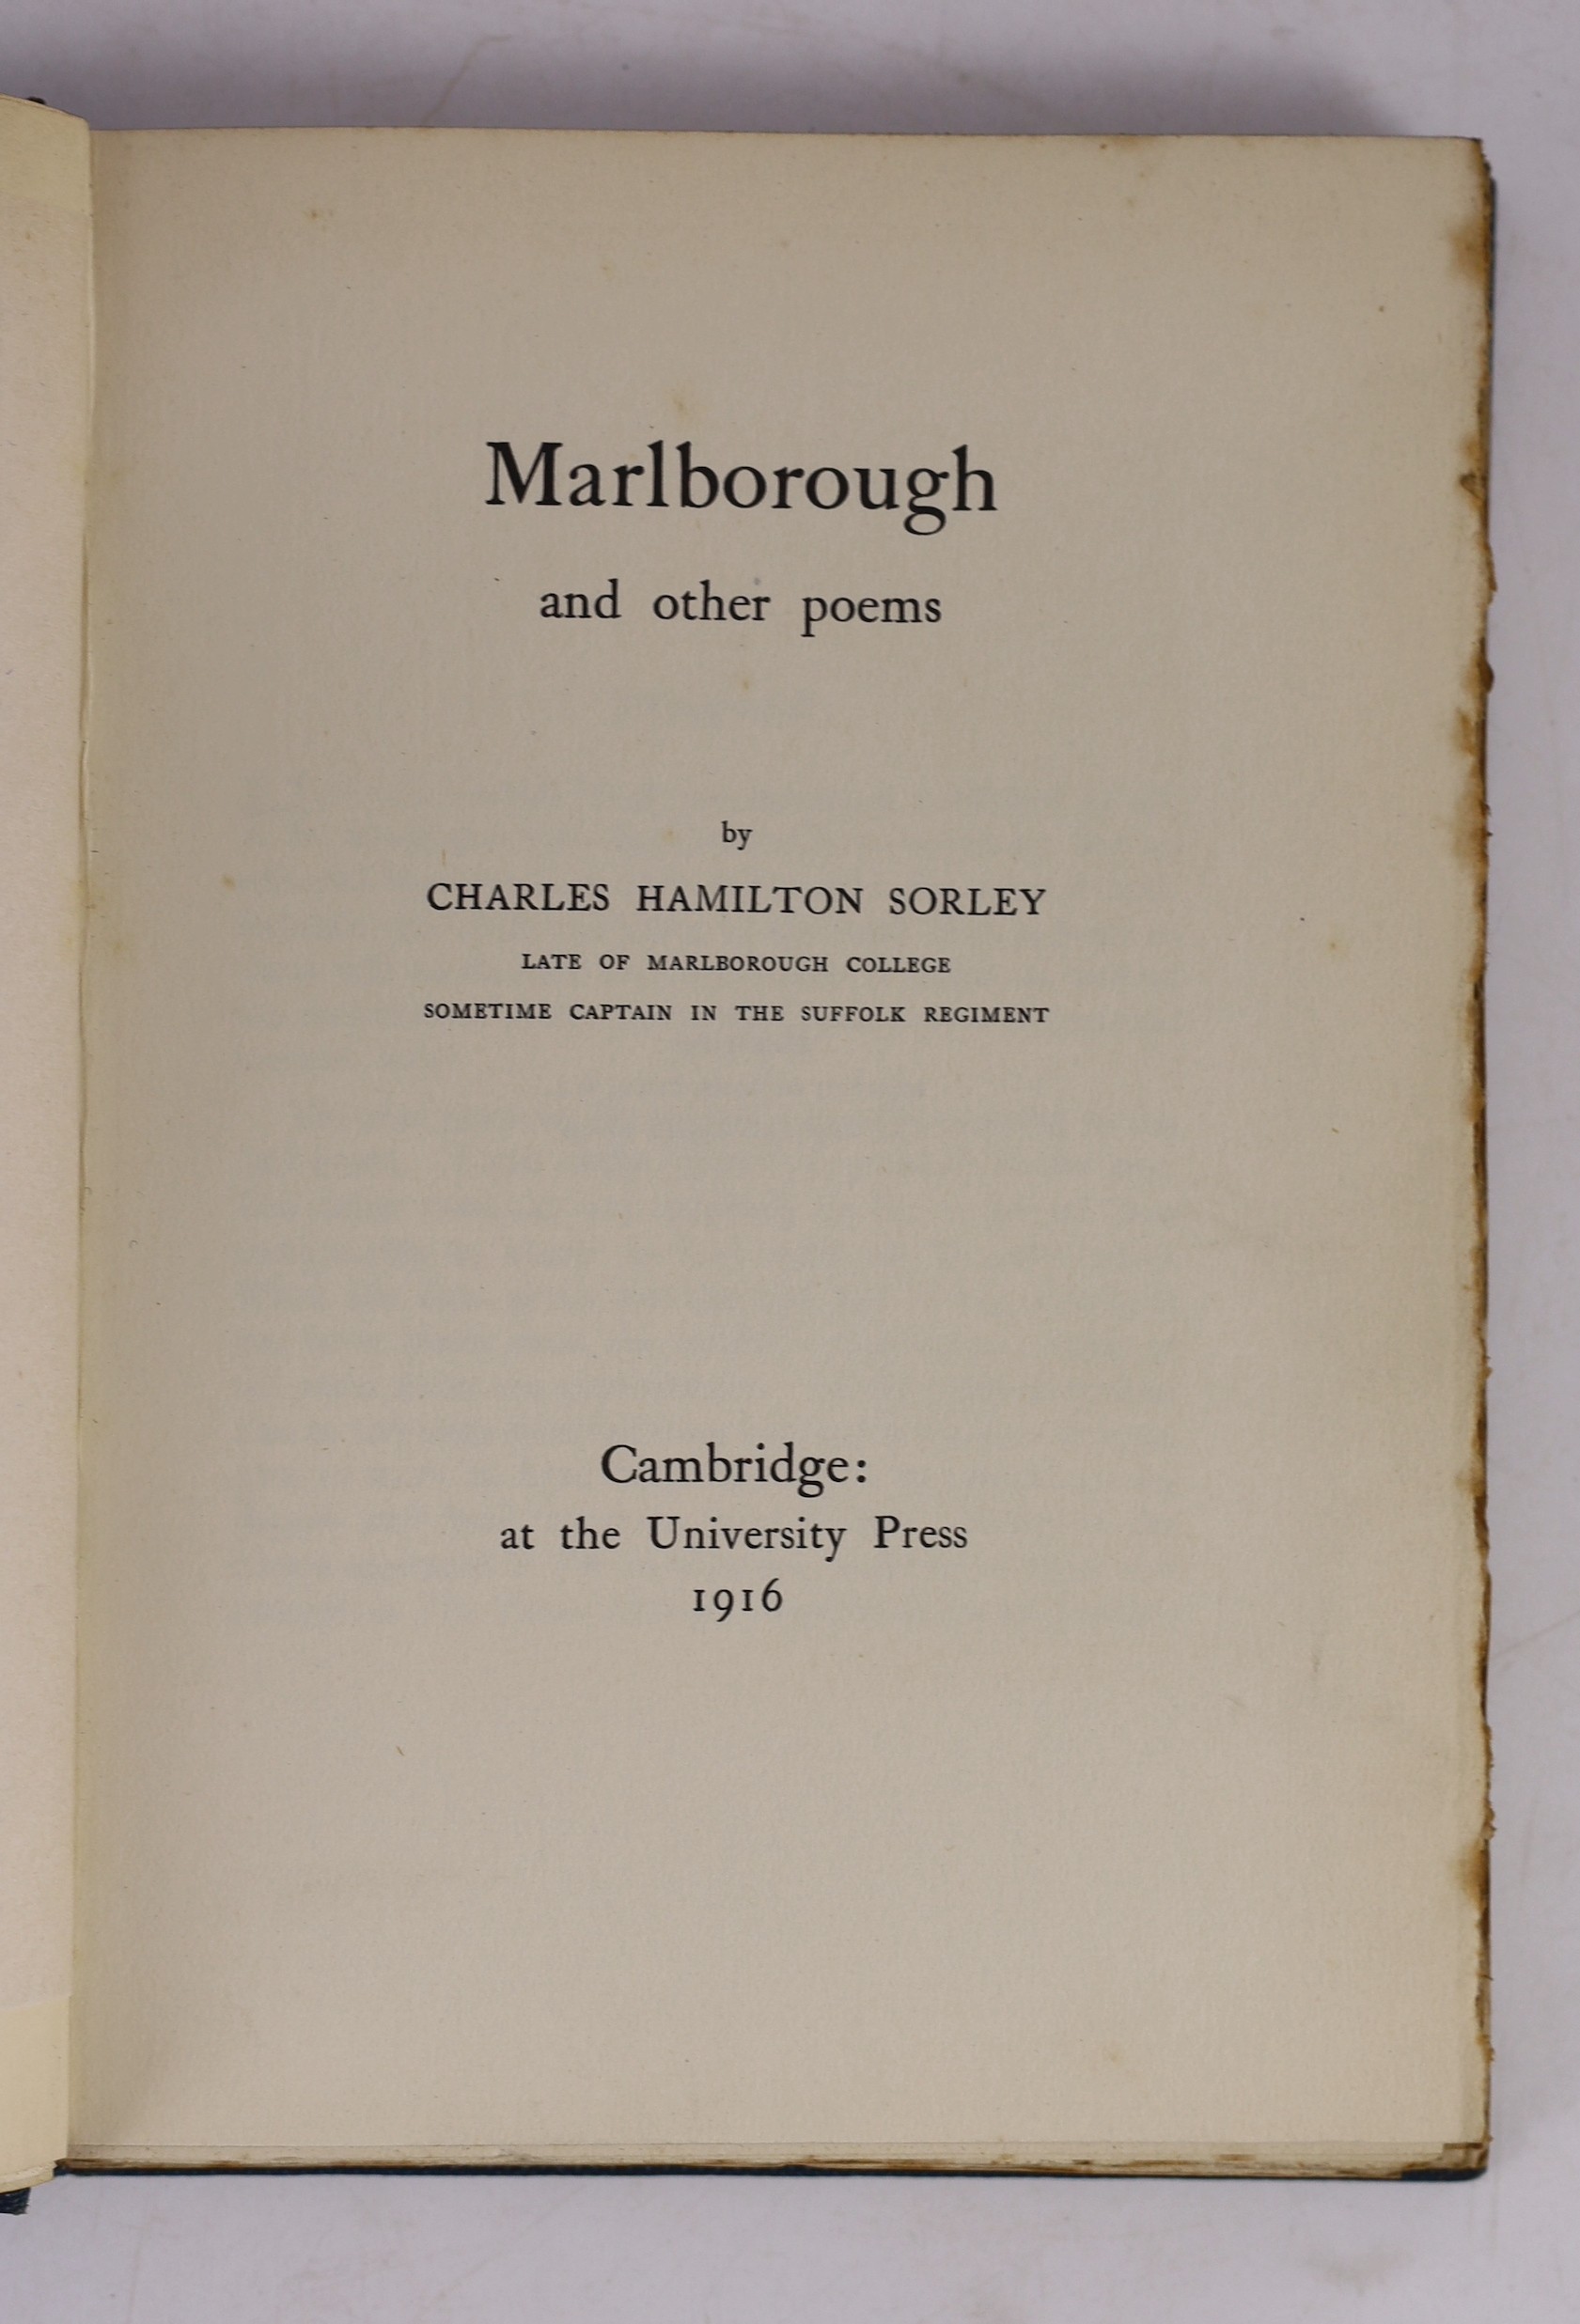 Marlborough
and other poems
by
CHARLES HAMILTON SORLEY
LATE OF MARLBOROUGH COLLEGE
SOMETIME CAPTAIN IN THE SUFFOLK REGIMENT
Cambridge:
at the University Press
1916